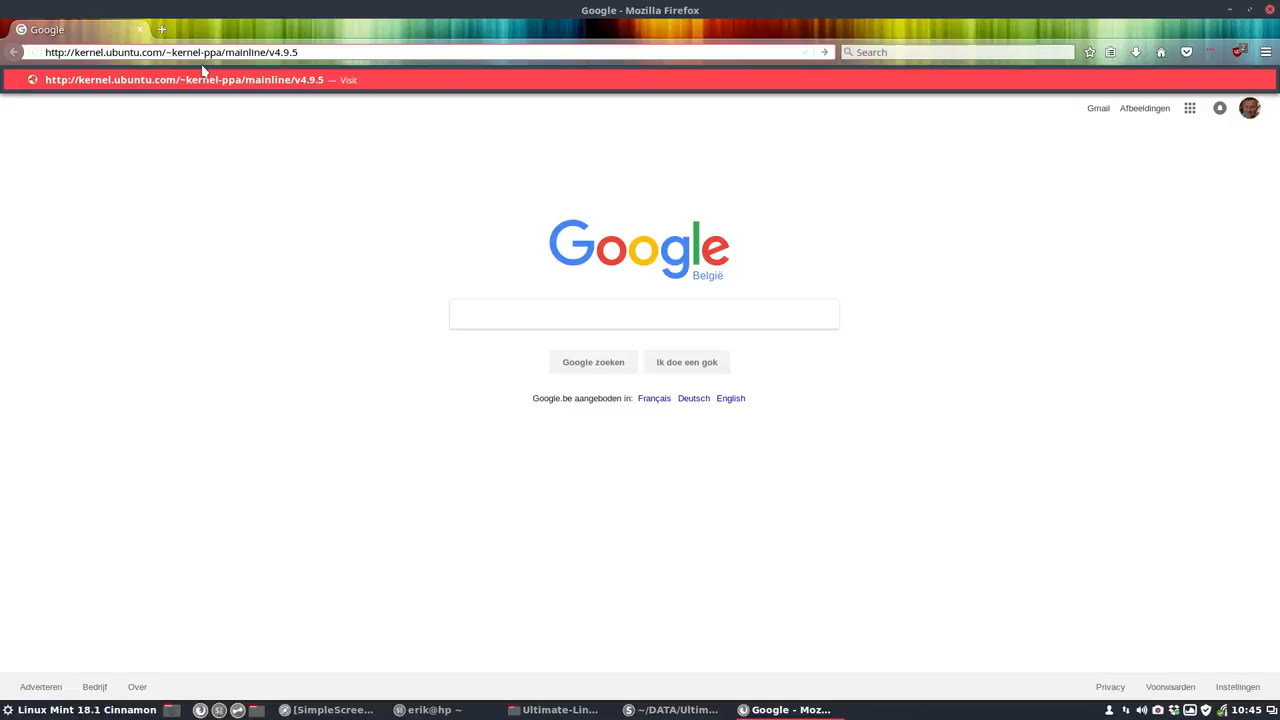 Google - Mozilla Firefox
Google
http://kernel.ubuntu.com/~kernel-ppa/mainline/v4.9.5
Search
2
http://kernel.ubuntu.com/~kernel-ppa/mainline/v4.9.5 — Visit
Gmail Afbeeldingen
Google
België
Google zoeken Ik doe een gok
Google.be aangeboden in: Français Deutsch English
Adverteren Bedrijf Over Privacy Voorwaarden Instellingen
Linux Mint 18.1 Cinnamon [SimpleScree... erik@hp ~ Ultimate-Lin... ~/DATA/Ultim... Google - Moz... 10:45